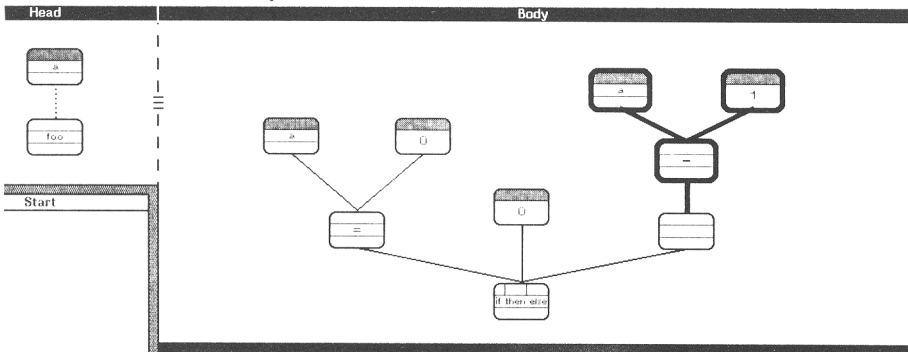 Head
Body
a
foo
Start
a
0
=
0
a
1
-
if then else